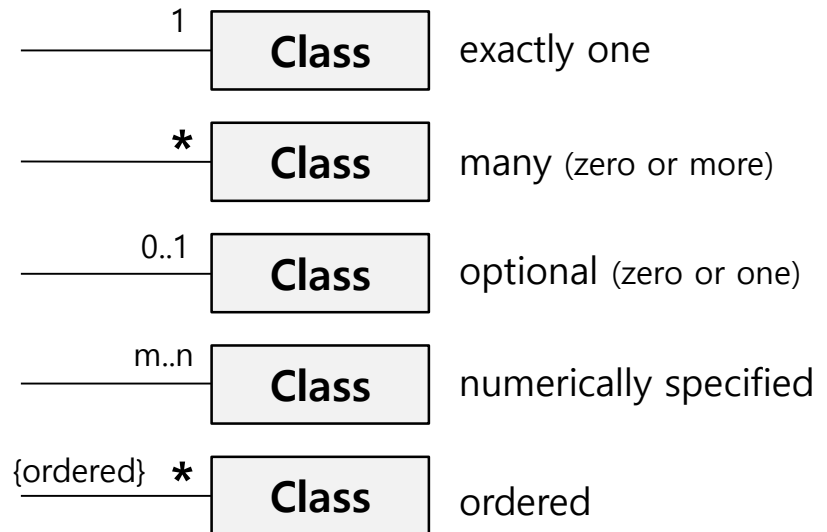 1
Class exactly one
*
Class many (zero or more)
0..1
Class optional (zero or one)
m..n
Class numerically specified
{ordered} *
Class ordered